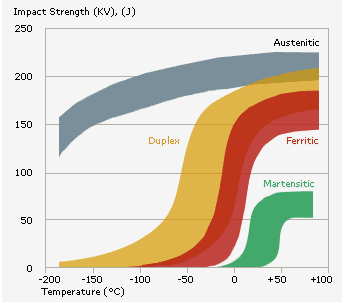 Impact Strength (KV), (J)
250
Austenitic
200
150
Duplex
Ferritic
100
Martensitic
50
0
-200 -150 -100 -50 0 +50 +100
Temperature (°C)